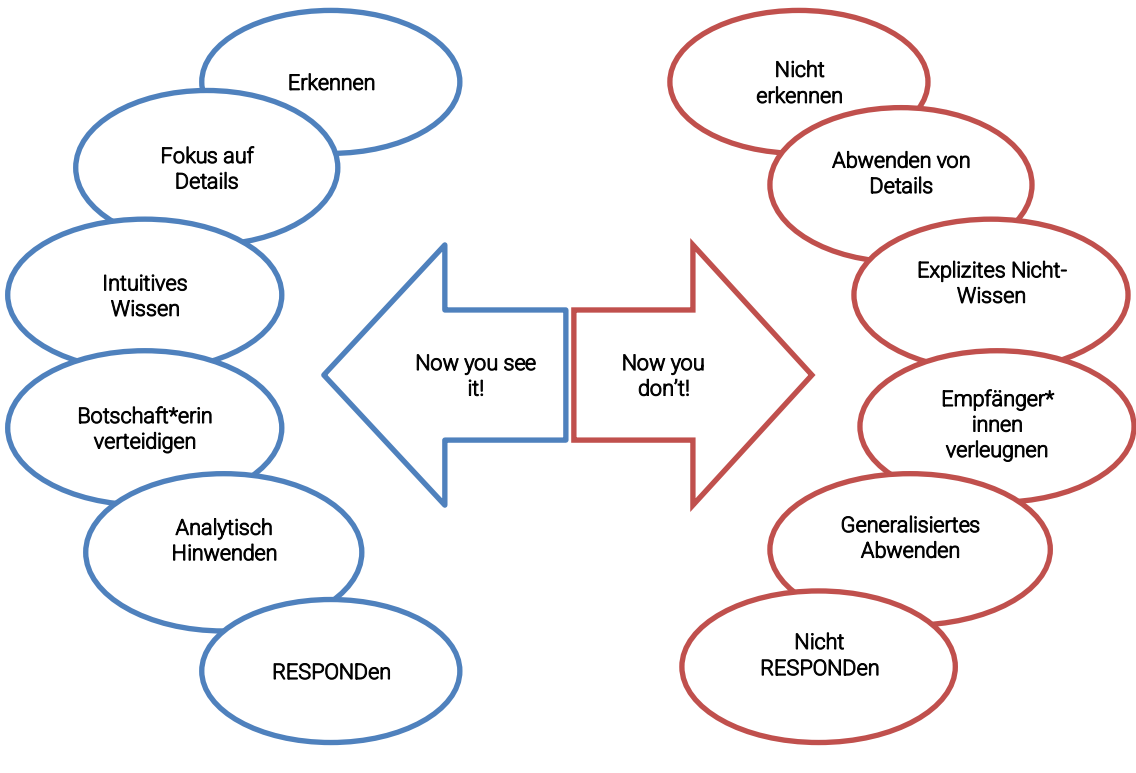 Erkennen
Fokus auf
Details
Intuitives
Wissen
Botschaft*erin
verteidigen
Analytisch
Hinwenden
RESPONDen
Now you see
it!
Now you
don't!
Nicht
erkennen
Abwenden von
Details
Explizites Nicht-
Wissen
Empfänger*
innen
verleugnen
Generalisiertes
Abwenden
Nicht
RESPONDen